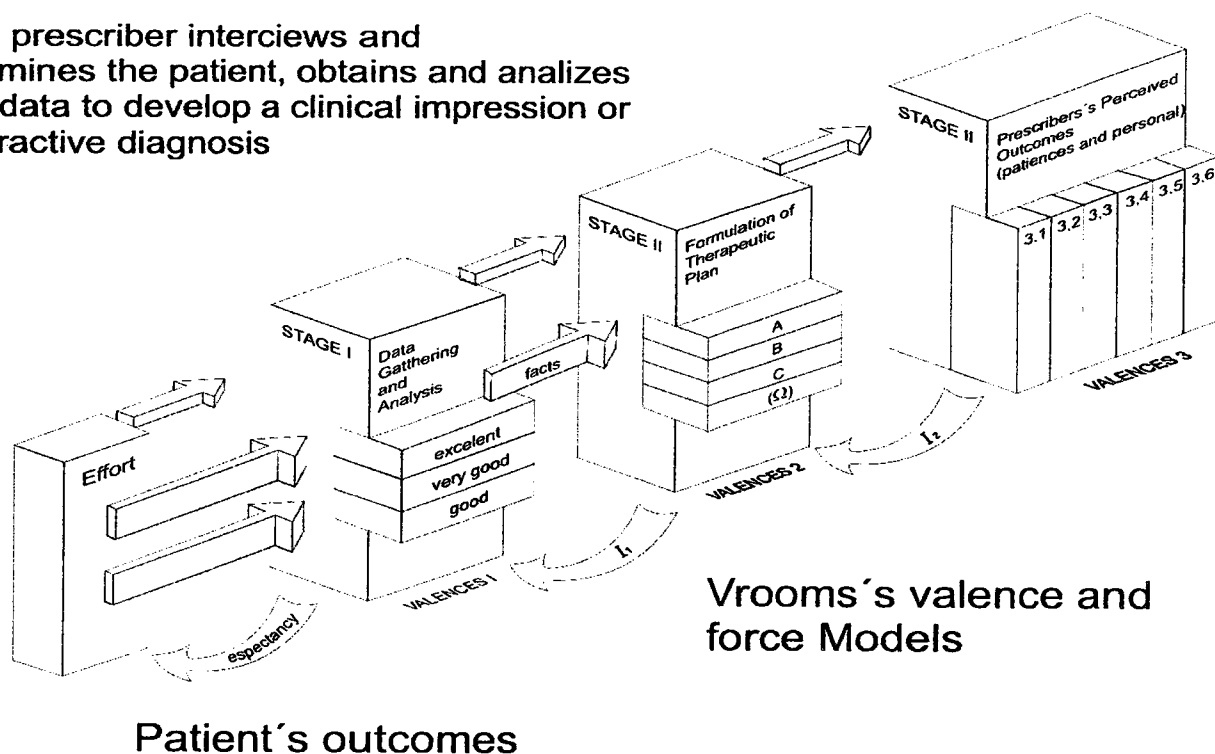 prescriber interciews and
mines the patient, obtains and analizes
data to develop a clinical impression or
ractive diagnosis
STAGE II
Prescribers's Perceived
Outcomes
(patiences and personal)
3.1 3.2 3.3 3.4 3.5 3.6
VALENCES 3
STAGE II
Formulation of
Therapeutic
Plan
A
B
C
(Ω)
VALENCES 2
I₂
STAGE I
Data
Gatthering
and
Analysis
facts
excelent
very good
good
VALENCES I
I₁
Effort
espectancy
Vrooms´s valence and
force Models
Patient´s outcomes